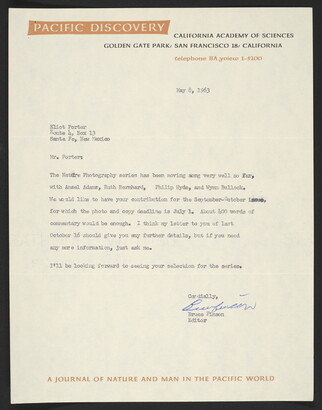 PACIFIC DISCOVERY
CALIFORNIA ACADEMY OF SCIENCES
GOLDEN GATE PARK, SAN FRANCISCO 18, CALIFORNIA
telephone BAyview 1-5100
May 8, 1963
Eliot Porter
Route 4, Box 13
Santa Fe, New Mexico
Mr. Porter:
The Nature Photography series has been moving along very well so far,
with Ansel Adams, Ruth Bernhard, Philip Hyde, and Wynn Bullock.
We would like to have your contribution for the September-October issue,
for which the photo and copy deadline is July 1. About 400 words of
commentary would be enough. I think my letter to you of last
October 16 should give you any further details, but if you need
any more information, just ask me.
I'll be looking forward to seeing your selection for the series.
Cordially,
Bruce Finson
Editor
A JOURNAL OF NATURE AND MAN IN THE PACIFIC WORLD